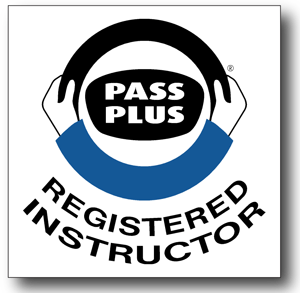 PASS
PLUS
®
REGISTERED
INSTRUCTOR